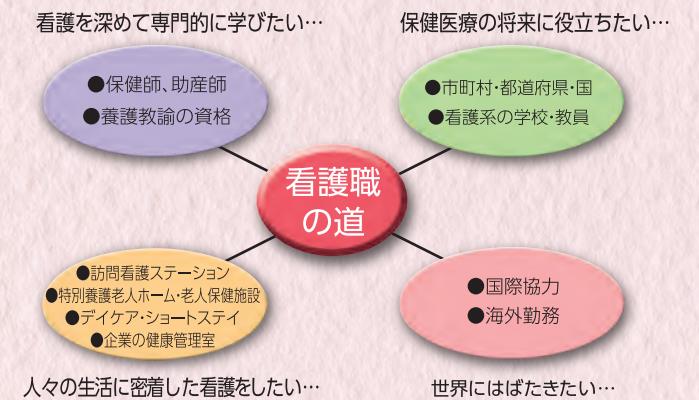 看護を深めて専門的に学びたい…
保健医療の将来に役立ちたい…
●保健師、助産師
●養護教諭の資格
●市町村・都道府県・国
●看護系の学校・教員
看護職
の道
●訪問看護ステーション
●特別養護老人ホーム・老人保健施設
●デイケア・ショートステイ
●企業の健康管理室
●国際協力
●海外勤務
人々の生活に密着した看護をしたい…
世界にはばたきたい…